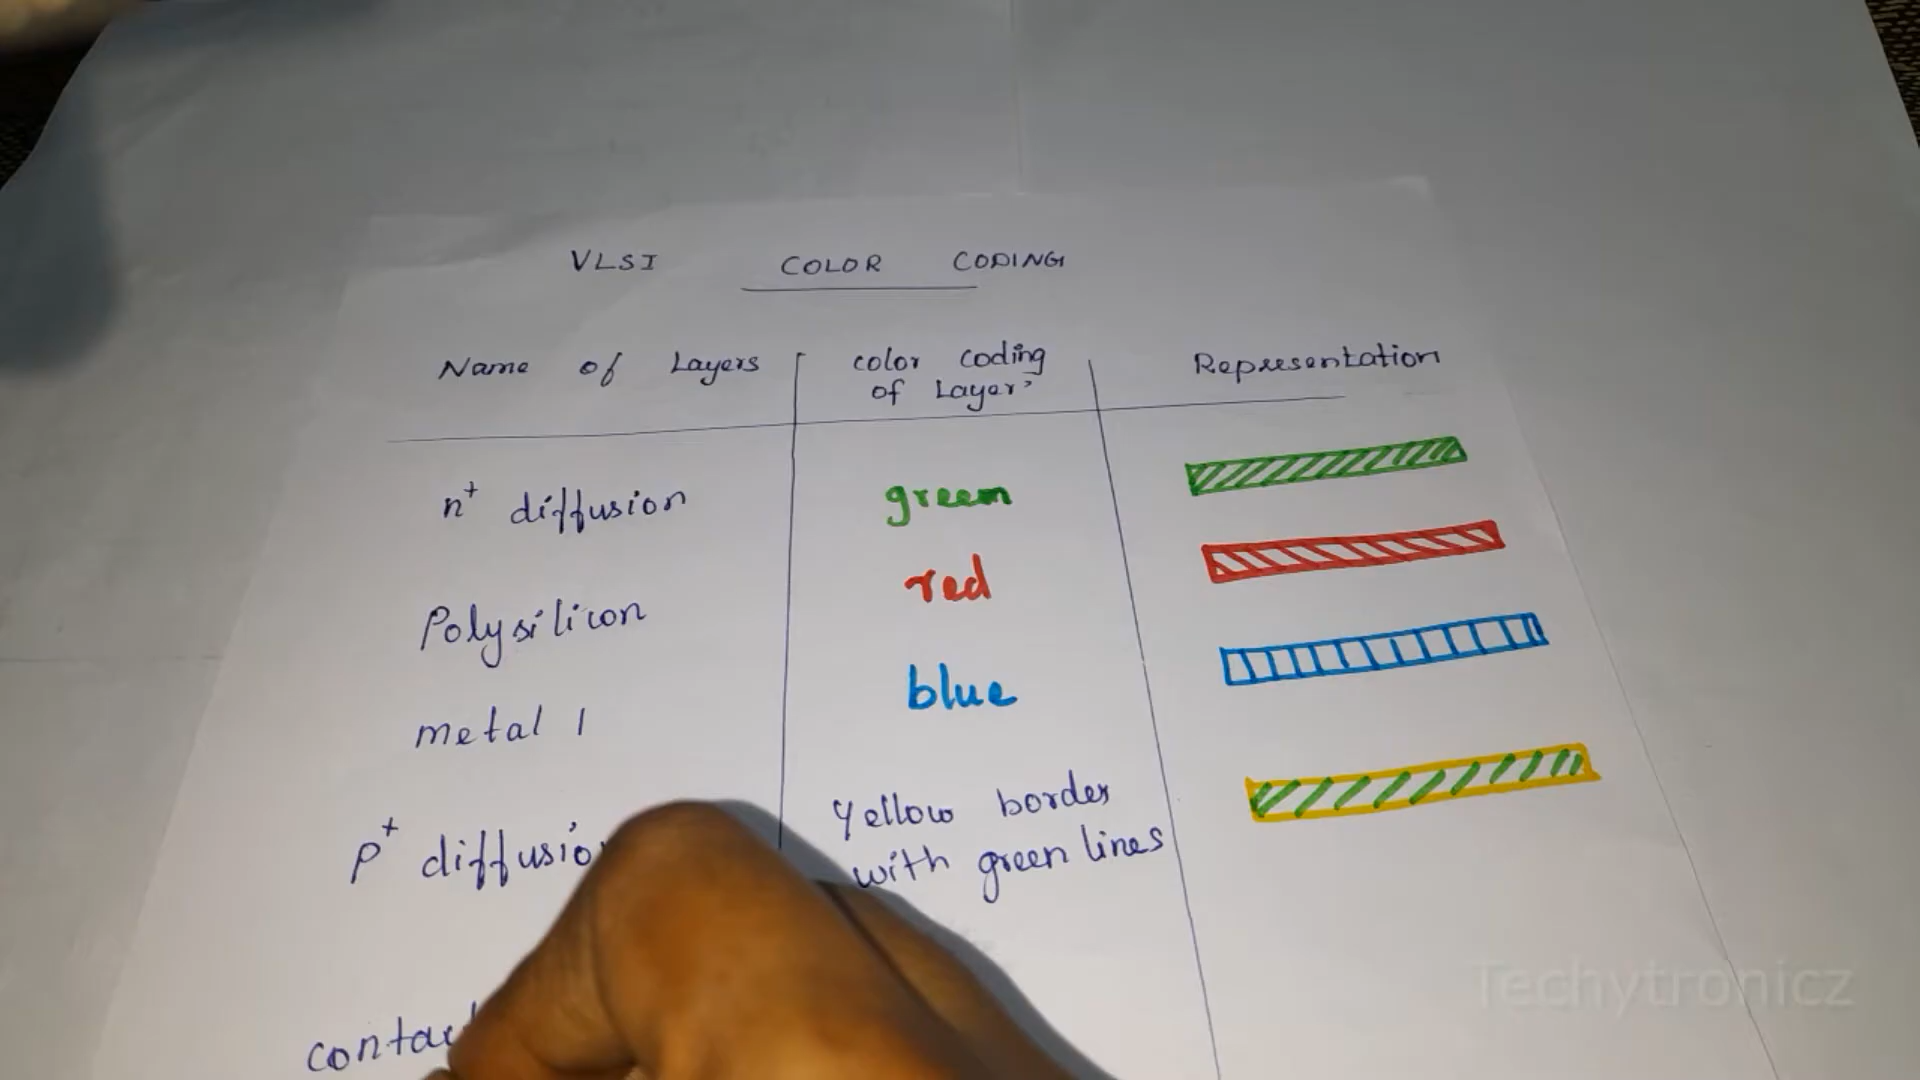 VLSI COLOR CODING
Name of Layers
color coding
of Layer's
Representation
n+ diffusion
green
Polysilicon
red
metal 1
blue
p+ diffusion
Yellow border
with green lines
Techytronicz